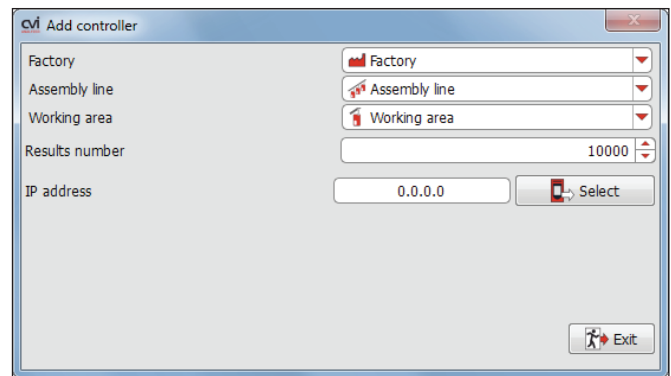 cvi Add controller
Factory Factory
Assembly line Assembly line
Working area Working area
Results number 10000
IP address 0.0.0.0 Select
Exit